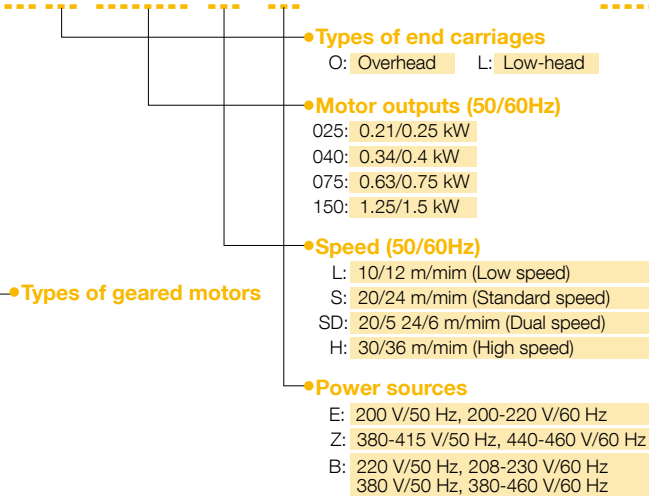 Types of end carriages
O: Overhead L: Low-head
Motor outputs (50/60Hz)
025: 0.21/0.25 kW
040: 0.34/0.4 kW
075: 0.63/0.75 kW
150: 1.25/1.5 kW
Speed (50/60Hz)
L: 10/12 m/mim (Low speed)
Types of geared motors
S: 20/24 m/mim (Standard speed)
SD: 20/5 24/6 m/mim (Dual speed)
H: 30/36 m/mim (High speed)
Power sources
E: 200 V/50 Hz, 200-220 V/60 Hz
Z: 380-415 V/50 Hz, 440-460 V/60 Hz
B: 220 V/50 Hz, 208-230 V/60 Hz
380 V/50 Hz, 380-460 V/60 Hz